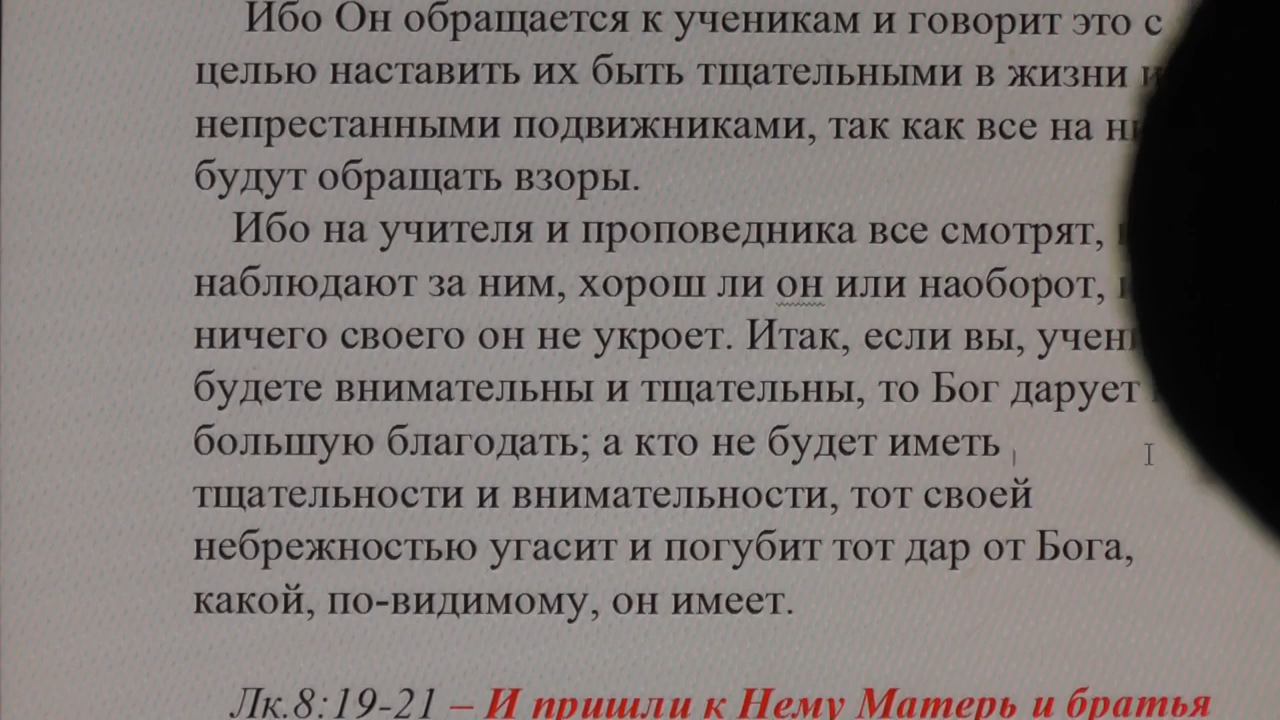 Ибо Он обращается к ученикам и говорит это с
целью наставить их быть тщательными в жизни и
непрестанными подвижниками, так как все на
будут обращать взоры.
Ибо на учителя и проповедника все смотрят,
наблюдают за ним, хорош ли он или наоборот,
ничего своего он не укроет. Итак, если вы,
будете внимательны и тщательны, то Бог дарует
большую благодать; а кто не будет иметь
тщательности и внимательности, тот своей
небрежностью угасит и погубит тот дар от Бога,
какой, по-видимому, он имеет.
Лк.8:19-21 – И пришли к Нему Матерь и братья